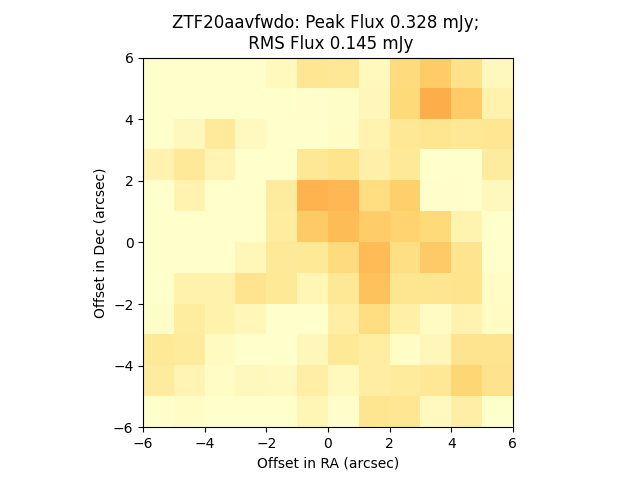 ZTF20aavfwdo: Peak Flux 0.328 mJy;
RMS Flux 0.145 mJy
6
4
2
0
−2
−4
−6
Offset in Dec (arcsec)
−6 −4 −2 0 2 4 6
Offset in RA (arcsec)